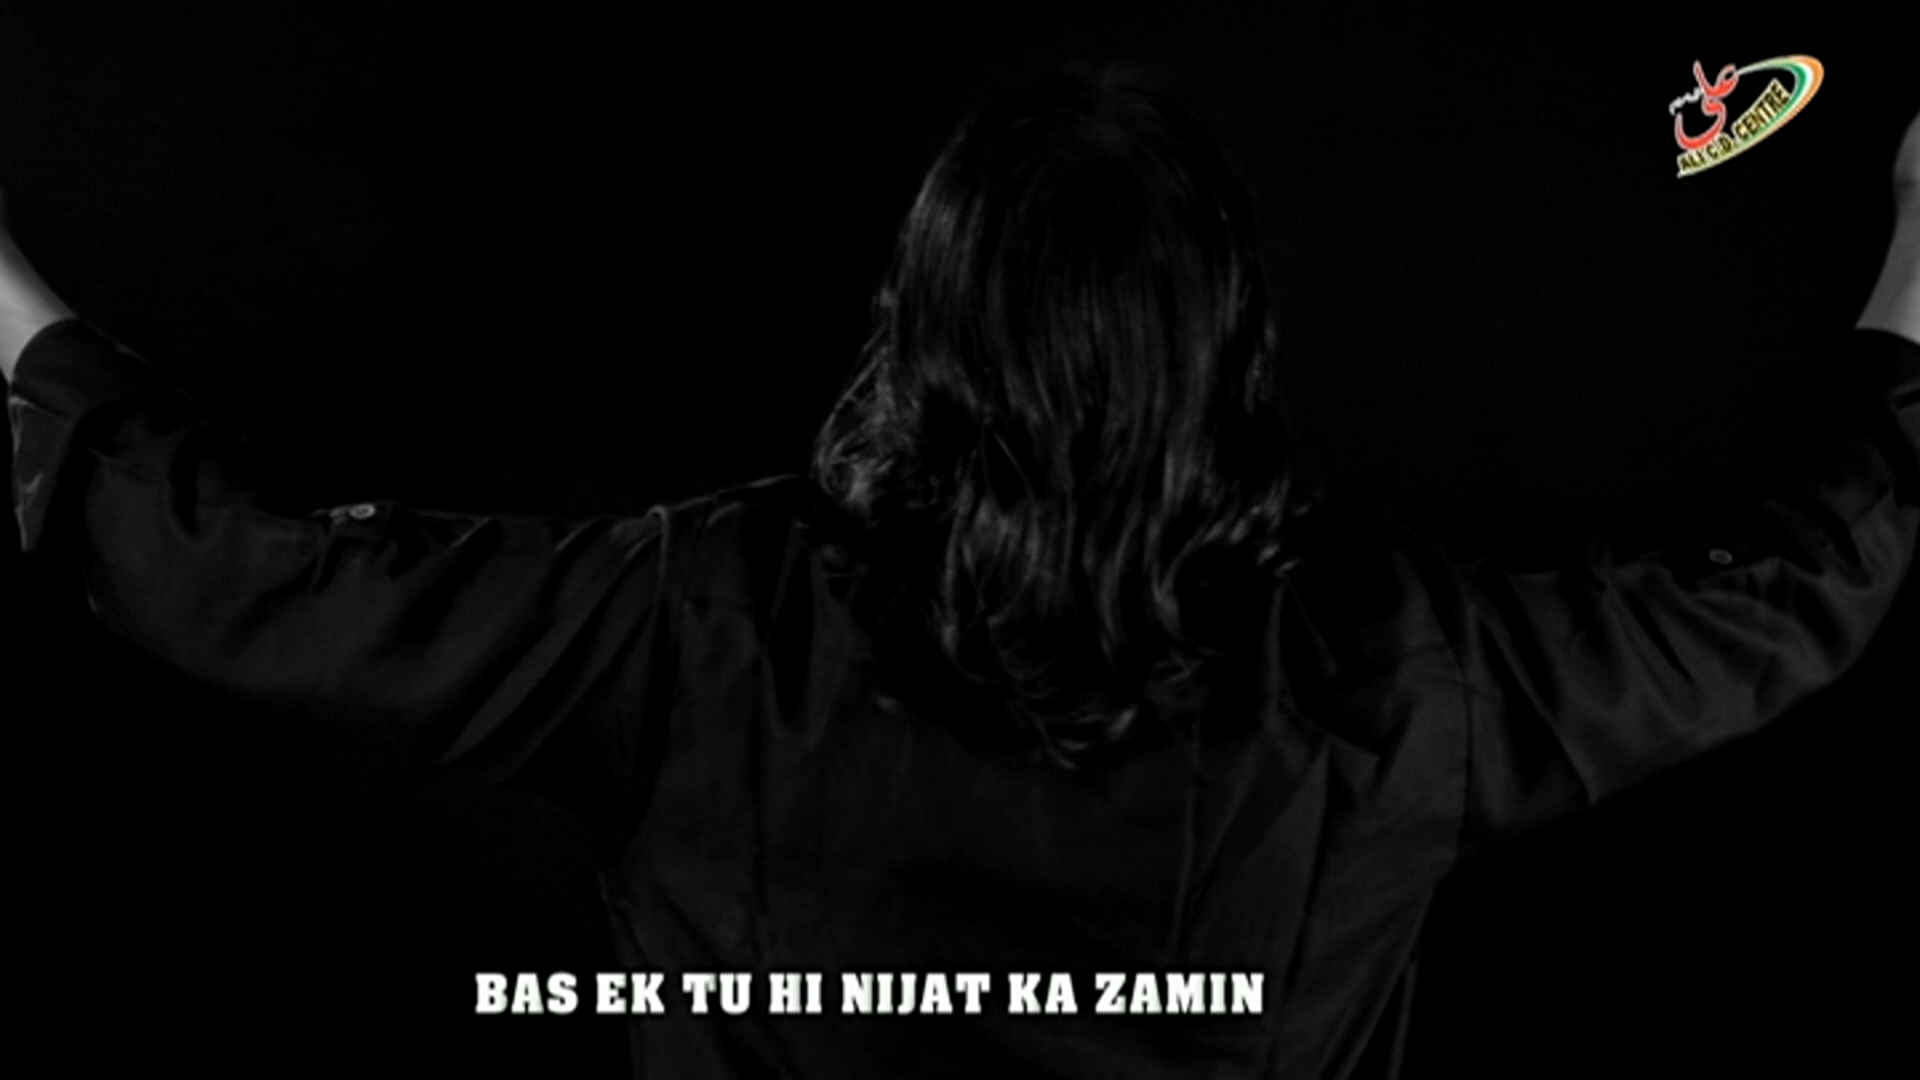 علی
ALI C.D. CENTRE
BAS EK TU HI NIJAT KA ZAMIN